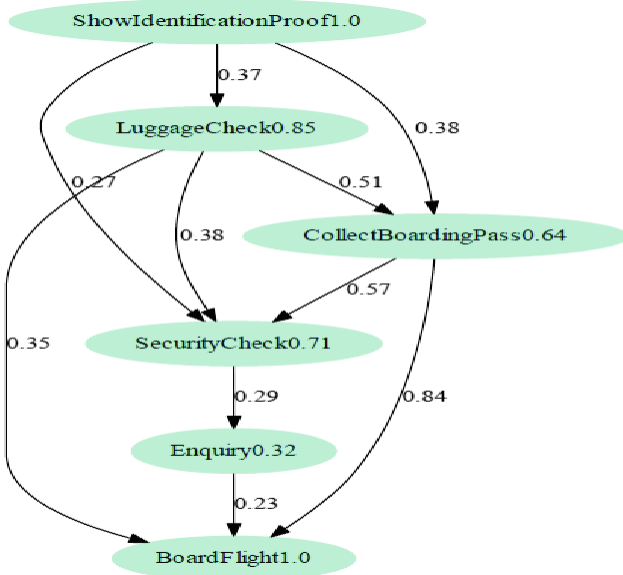 ShowIdentificationProof1.0
0.37
LuggageCheck0.85
0.38
0.27
0.51
0.38
CollectBoardingPass0.64
0.57
0.35
SecurityCheck0.71
0.29
0.84
Enquiry0.32
0.23
BoardFlight1.0